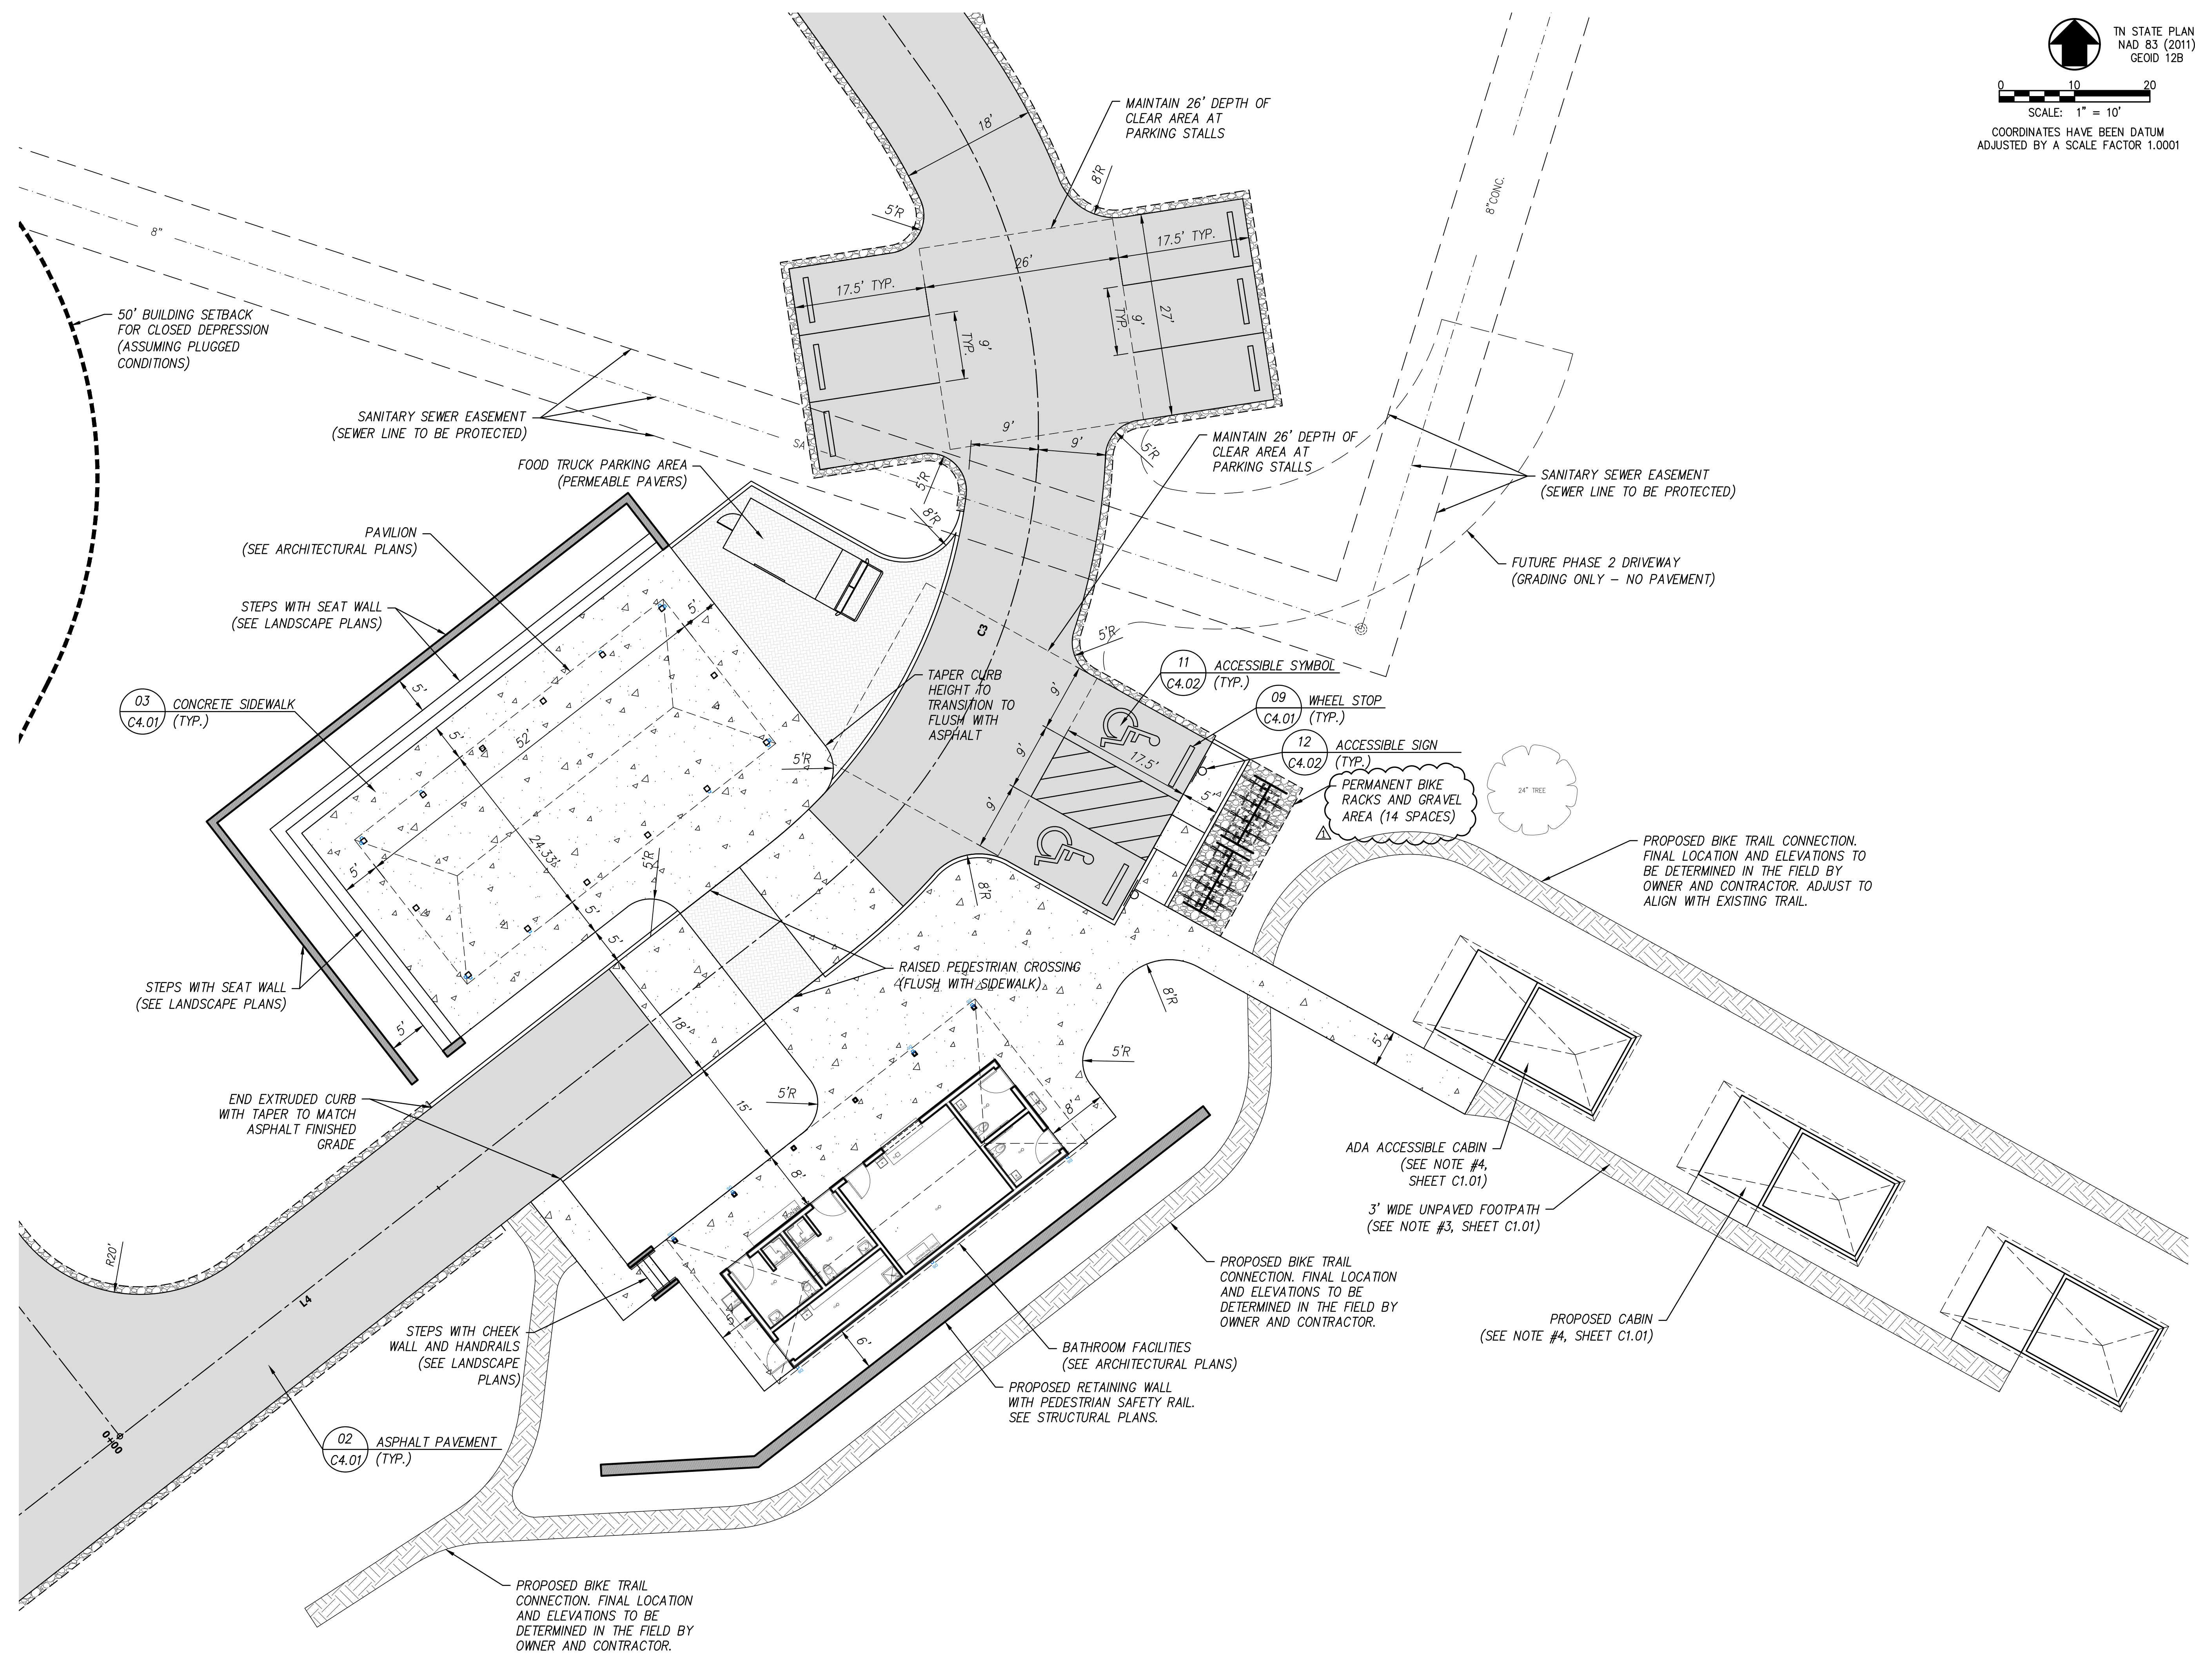 TN STATE PLAN
NAD 83 (2011)
GEOID 12B
0 10 20
SCALE: 1" = 10'
COORDINATES HAVE BEEN DATUM
ADJUSTED BY A SCALE FACTOR 1.0001
MAINTAIN 26' DEPTH OF
CLEAR AREA AT
PARKING STALLS
18'
8'R
5'R
8"CONC.
8"
17.5' TYP.
26'
17.5' TYP.
9'
TYP.
9'
TYP.
27'
50' BUILDING SETBACK
FOR CLOSED DEPRESSION
(ASSUMING PLUGGED
CONDITIONS)
SANITARY SEWER EASEMENT
(SEWER LINE TO BE PROTECTED)
SA
9'
9'
5'R
MAINTAIN 26' DEPTH OF
CLEAR AREA AT
PARKING STALLS
FOOD TRUCK PARKING AREA
(PERMEABLE PAVERS)
5'R
8'R
SANITARY SEWER EASEMENT
(SEWER LINE TO BE PROTECTED)
PAVILION
(SEE ARCHITECTURAL PLANS)
FUTURE PHASE 2 DRIVEWAY
(GRADING ONLY – NO PAVEMENT)
STEPS WITH SEAT WALL
(SEE LANDSCAPE PLANS)
5'
C3
5'R
11
C4.02
ACCESSIBLE SYMBOL
(TYP.)
TAPER CURB
HEIGHT TO
TRANSITION TO
FLUSH WITH
ASPHALT
03
C4.01
CONCRETE SIDEWALK
(TYP.)
5'
5'
52'
9'
9'
9'
17.5'
5'
09
C4.01
WHEEL STOP
(TYP.)
12
C4.02
ACCESSIBLE SIGN
(TYP.)
PERMANENT BIKE
RACKS AND GRAVEL
AREA (14 SPACES)
1
24" TREE
5'R
5'
24.33'
5'R
8'R
PROPOSED BIKE TRAIL CONNECTION.
FINAL LOCATION AND ELEVATIONS TO
BE DETERMINED IN THE FIELD BY
OWNER AND CONTRACTOR. ADJUST TO
ALIGN WITH EXISTING TRAIL.
5'
5'
RAISED PEDESTRIAN CROSSING
(FLUSH WITH SIDEWALK)
STEPS WITH SEAT WALL
(SEE LANDSCAPE PLANS)
5'
18'
8'R
5'R
5'
END EXTRUDED CURB
WITH TAPER TO MATCH
ASPHALT FINISHED
GRADE
5'R
15'
8'
8'
ADA ACCESSIBLE CABIN
(SEE NOTE #4,
SHEET C1.01)
3' WIDE UNPAVED FOOTPATH
(SEE NOTE #3, SHEET C1.01)
R20'
L4
0+00
STEPS WITH CHEEK
WALL AND HANDRAILS
(SEE LANDSCAPE
PLANS)
5'
6'
PROPOSED BIKE TRAIL
CONNECTION. FINAL LOCATION
AND ELEVATIONS TO BE
DETERMINED IN THE FIELD BY
OWNER AND CONTRACTOR.
PROPOSED CABIN
(SEE NOTE #4, SHEET C1.01)
BATHROOM FACILITIES
(SEE ARCHITECTURAL PLANS)
PROPOSED RETAINING WALL
WITH PEDESTRIAN SAFETY RAIL.
SEE STRUCTURAL PLANS.
02
C4.01
ASPHALT PAVEMENT
(TYP.)
PROPOSED BIKE TRAIL
CONNECTION. FINAL LOCATION
AND ELEVATIONS TO BE
DETERMINED IN THE FIELD BY
OWNER AND CONTRACTOR.